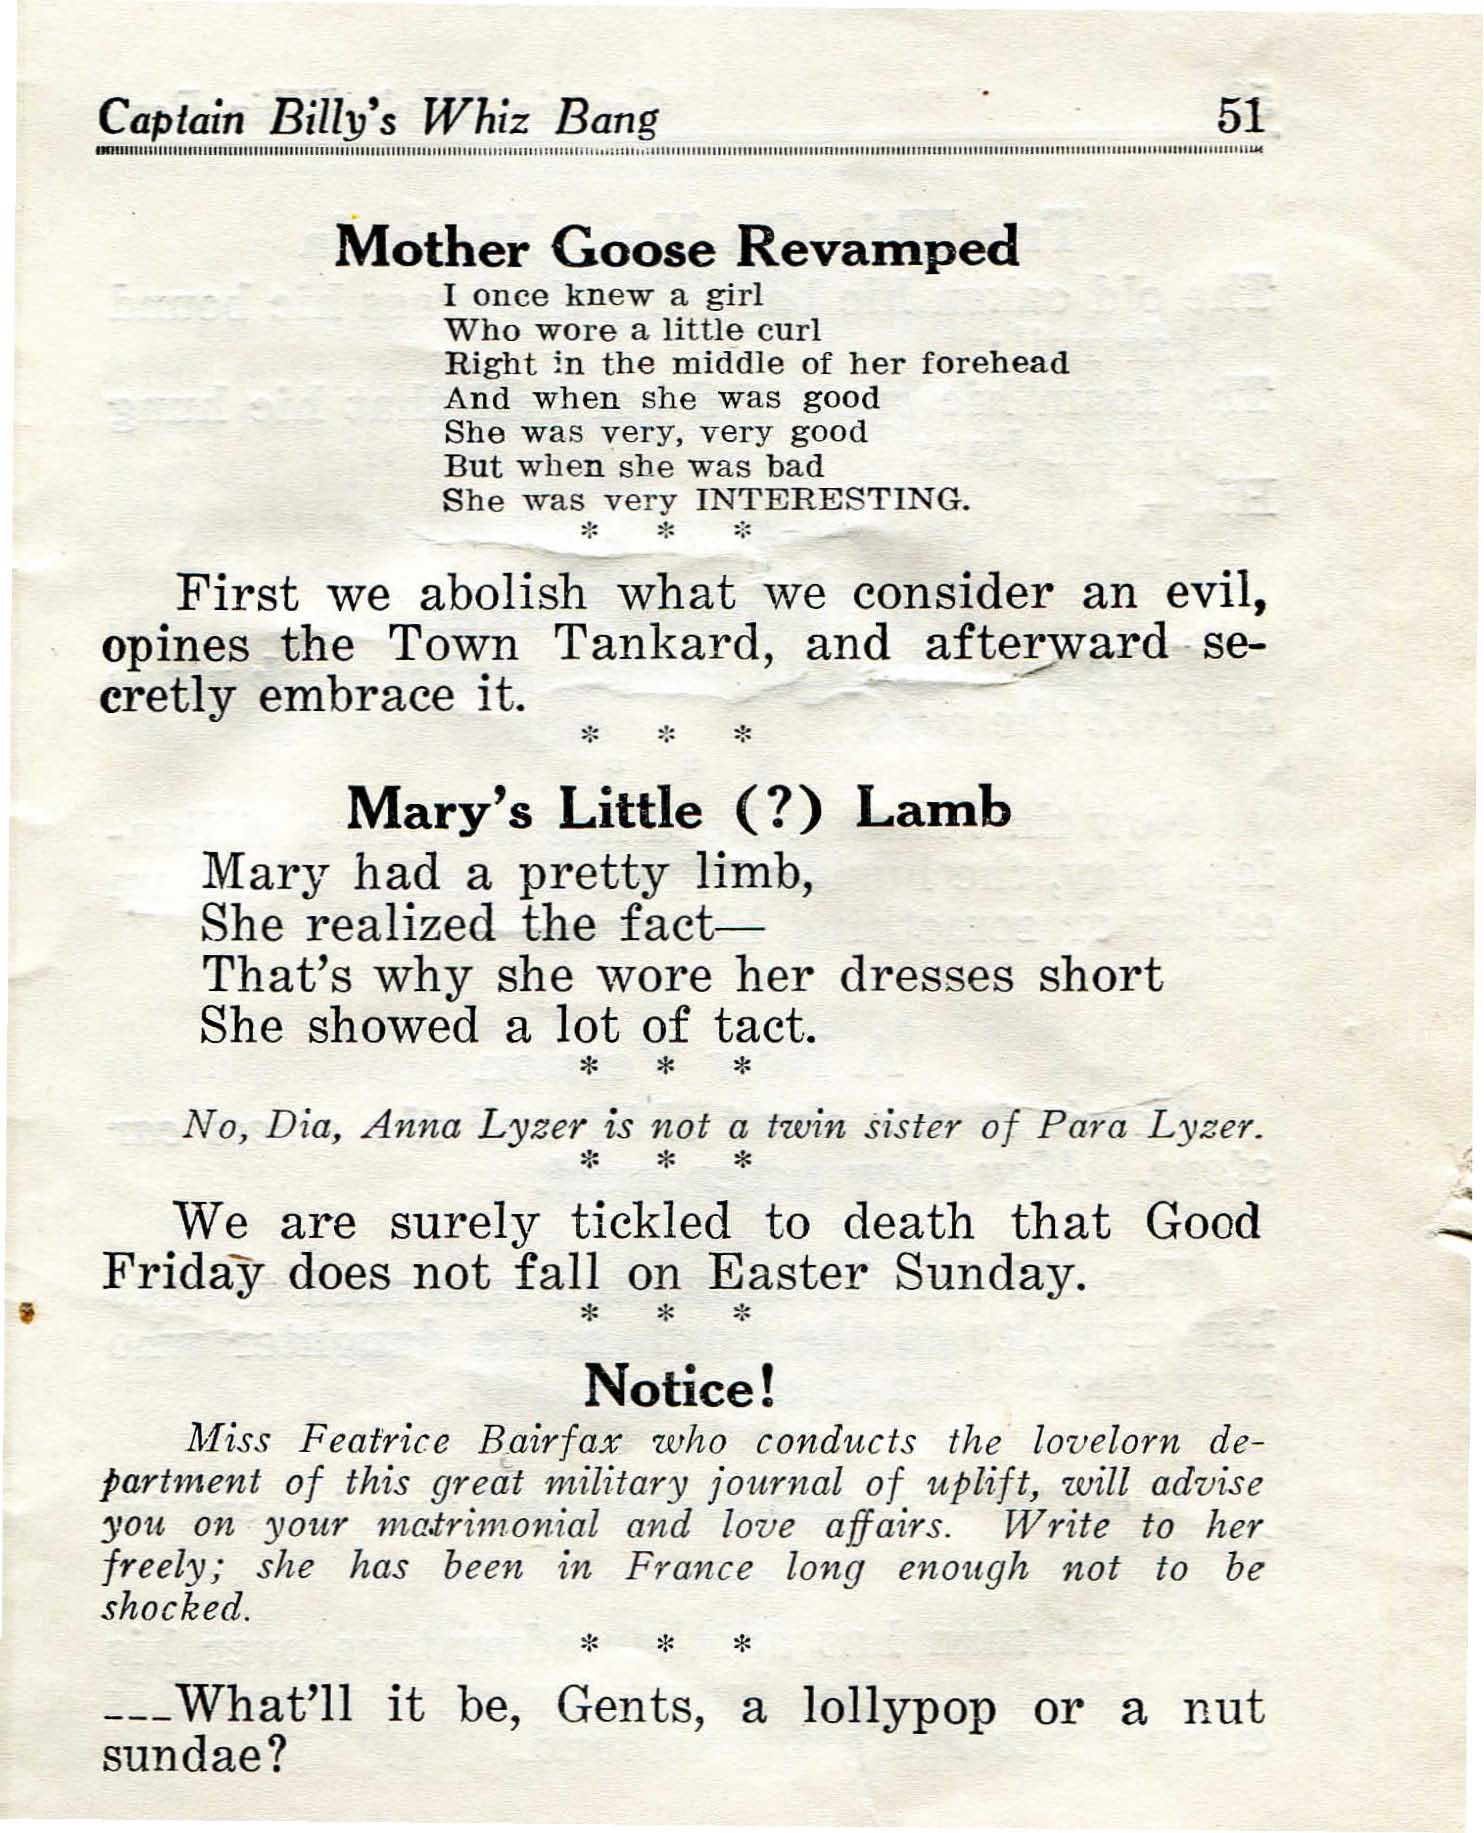 Captain Billy's Whiz Bang 51
Mother Goose Revamped
I once knew a girl
Who wore a little curl
Right in the middle of her forehead
And when she was good
She was very, very good
But when she was bad
She was very INTERESTING.
* * *
First we abolish what we consider an evil,
opines the Town Tankard, and afterward se-
cretly embrace it.
* * *
Mary's Little (?) Lamb
Mary had a pretty limb,
She realized the fact—
That's why she wore her dresses short
She showed a lot of tact.
* * *
No, Dia, Anna Lyzer is not a twin sister of Para Lyzer.
* * *
We are surely tickled to death that Good
Friday does not fall on Easter Sunday.
* * *
Notice!
Miss Featrice Bairfax who conducts the lovelorn de-
partment of this great military journal of uplift, will advise
you on your matrimonial and love affairs. Write to her
freely; she has been in France long enough not to be
shocked.
* * *
___What'll it be, Gents, a lollypop or a nut
sundae?